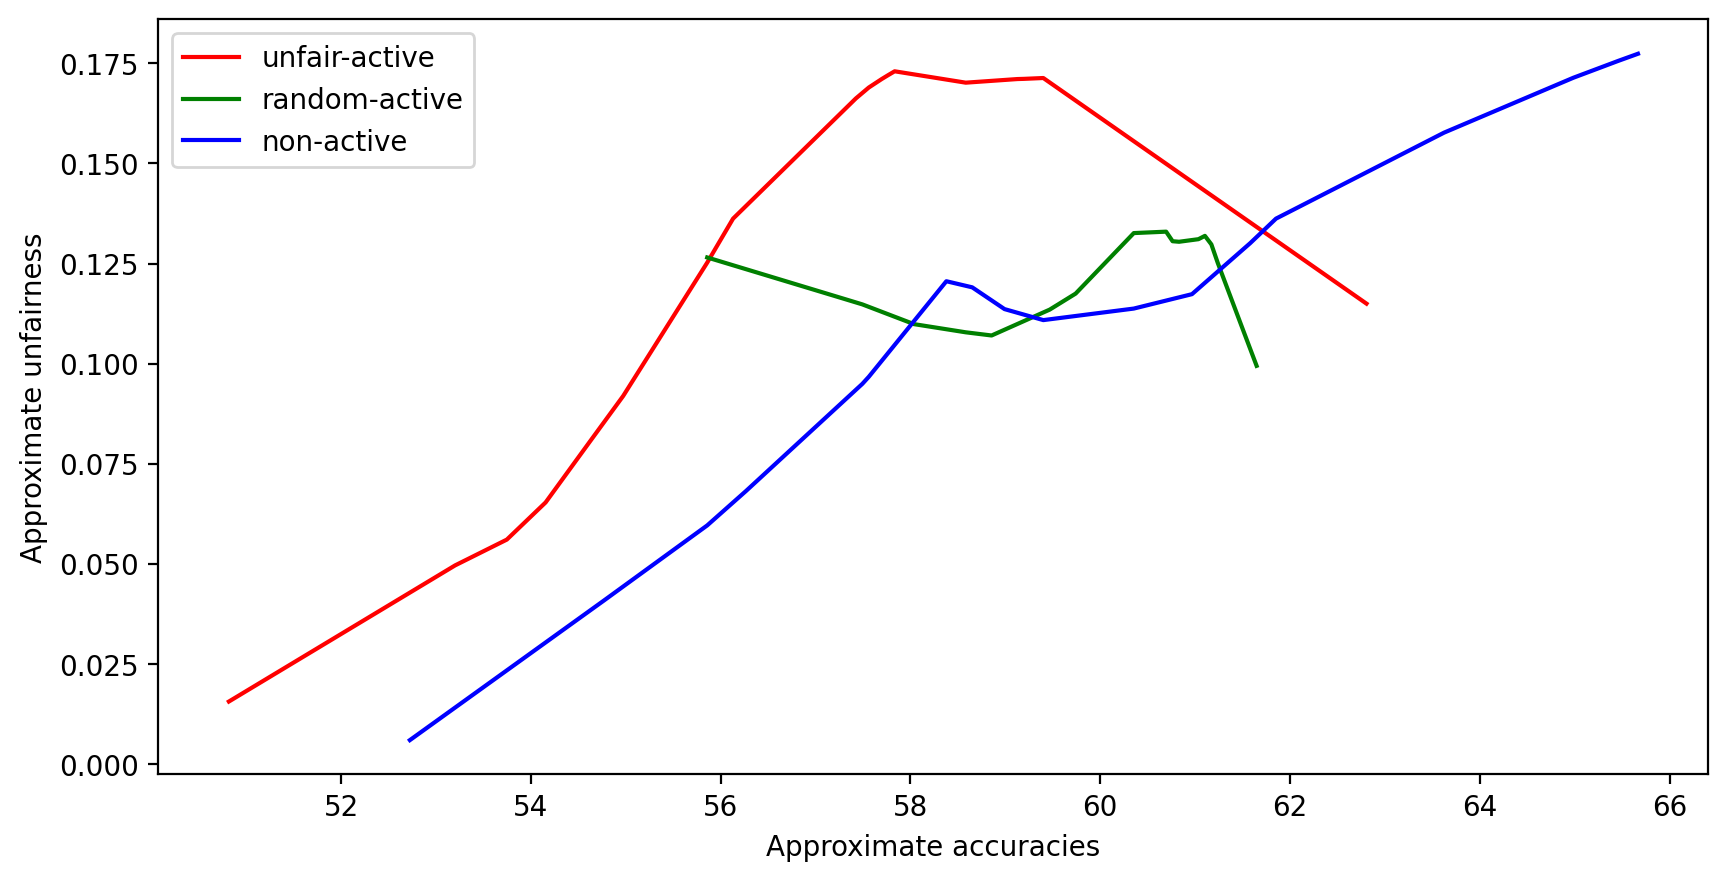 unfair-active
random-active
non-active
0.175
0.150
0.125
0.100
0.075
0.050
0.025
0.000
Approximate unfairness
52 54 56 58 60 62 64 66
Approximate accuracies